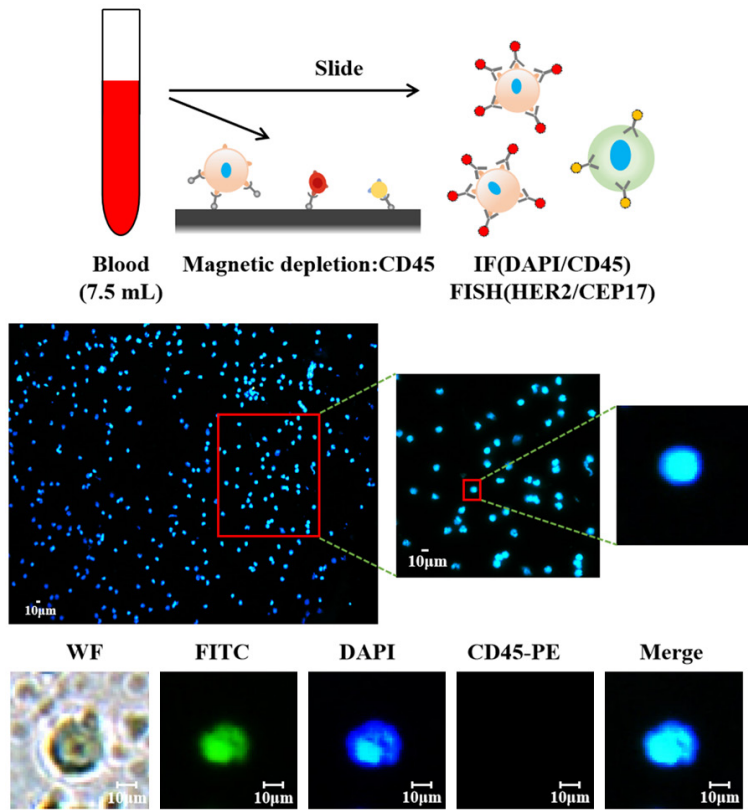 Slide
Blood
(7.5 mL)
Magnetic depletion:CD45
IF(DAPI/CD45)
FISH(HER2/CEP17)
10μm
10μm
WF
FITC
DAPI
CD45-PE
Merge
10μm
10μm
10μm
10μm
10μm